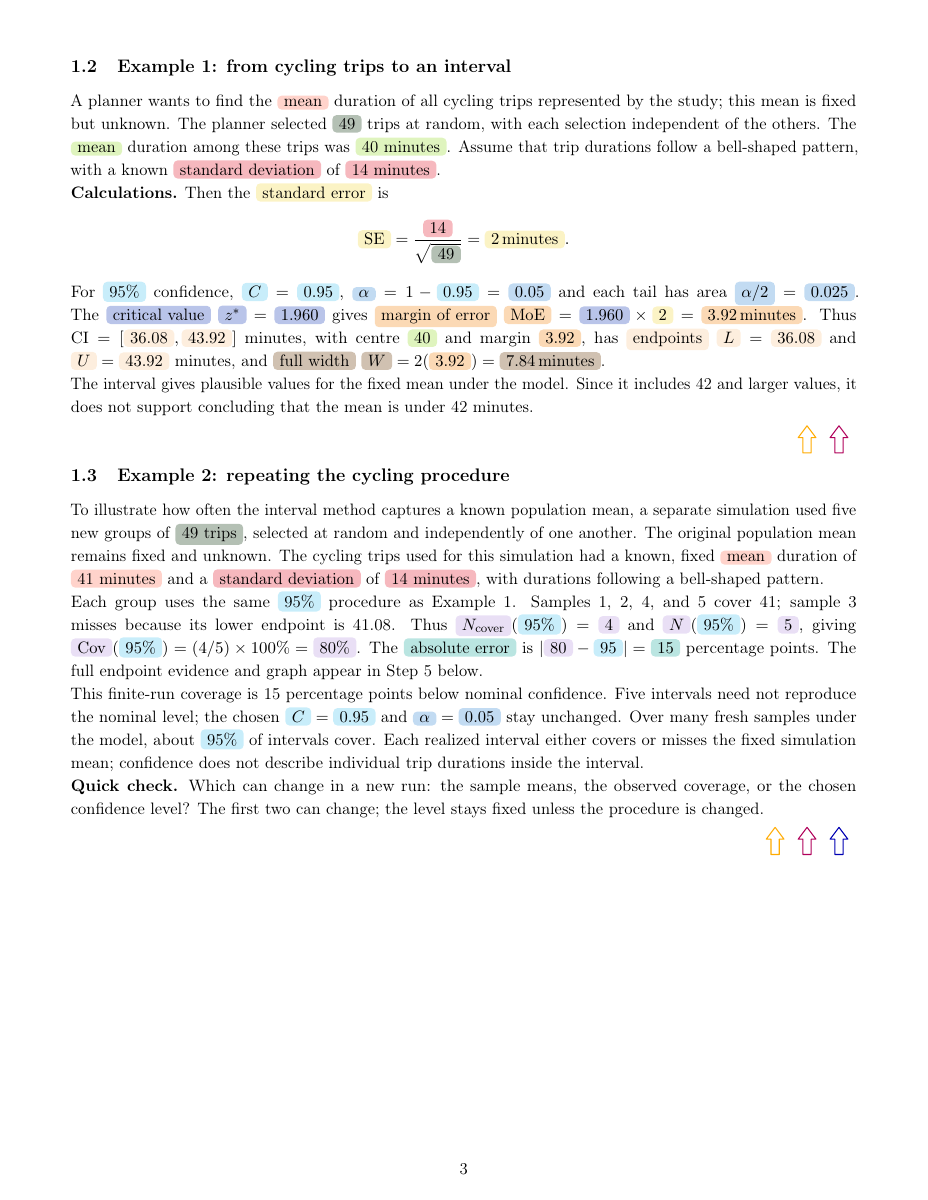 1.2 Example 1: from cycling trips to an interval
A planner wants to find the mean duration of all cycling trips represented by the study; this mean is fixed
but unknown. The planner selected 49 trips at random, with each selection independent of the others. The
mean duration among these trips was 40 minutes. Assume that trip durations follow a bell-shaped pattern,
with a known standard deviation of 14 minutes.
Calculations. Then the standard error is
SE = 14/√49 = 2 minutes.
For 95% confidence, C = 0.95, α = 1 − 0.95 = 0.05 and each tail has area α/2 = 0.025.
The critical value z* = 1.960 gives margin of error MoE = 1.960 × 2 = 3.92 minutes. Thus
CI = [36.08, 43.92] minutes, with centre 40 and margin 3.92, has endpoints L = 36.08 and
U = 43.92 minutes, and full width W = 2(3.92) = 7.84 minutes.
The interval gives plausible values for the fixed mean under the model. Since it includes 42 and larger values, it
does not support concluding that the mean is under 42 minutes.
1.3 Example 2: repeating the cycling procedure
To illustrate how often the interval method captures a known population mean, a separate simulation used five
new groups of 49 trips, selected at random and independently of one another. The original population mean
remains fixed and unknown. The cycling trips used for this simulation had a known, fixed mean duration of
41 minutes and a standard deviation of 14 minutes, with durations following a bell-shaped pattern.
Each group uses the same 95% procedure as Example 1. Samples 1, 2, 4, and 5 cover 41; sample 3
misses because its lower endpoint is 41.08. Thus N_cover(95%) = 4 and N(95%) = 5, giving
Cov(95%) = (4/5) × 100% = 80%. The absolute error is |80 − 95| = 15 percentage points. The
full endpoint evidence and graph appear in Step 5 below.
This finite-run coverage is 15 percentage points below nominal confidence. Five intervals need not reproduce
the nominal level; the chosen C = 0.95 and α = 0.05 stay unchanged. Over many fresh samples under
the model, about 95% of intervals cover. Each realized interval either covers or misses the fixed simulation
mean; confidence does not describe individual trip durations inside the interval.
Quick check. Which can change in a new run: the sample means, the observed coverage, or the chosen
confidence level? The first two can change; the level stays fixed unless the procedure is changed.
3